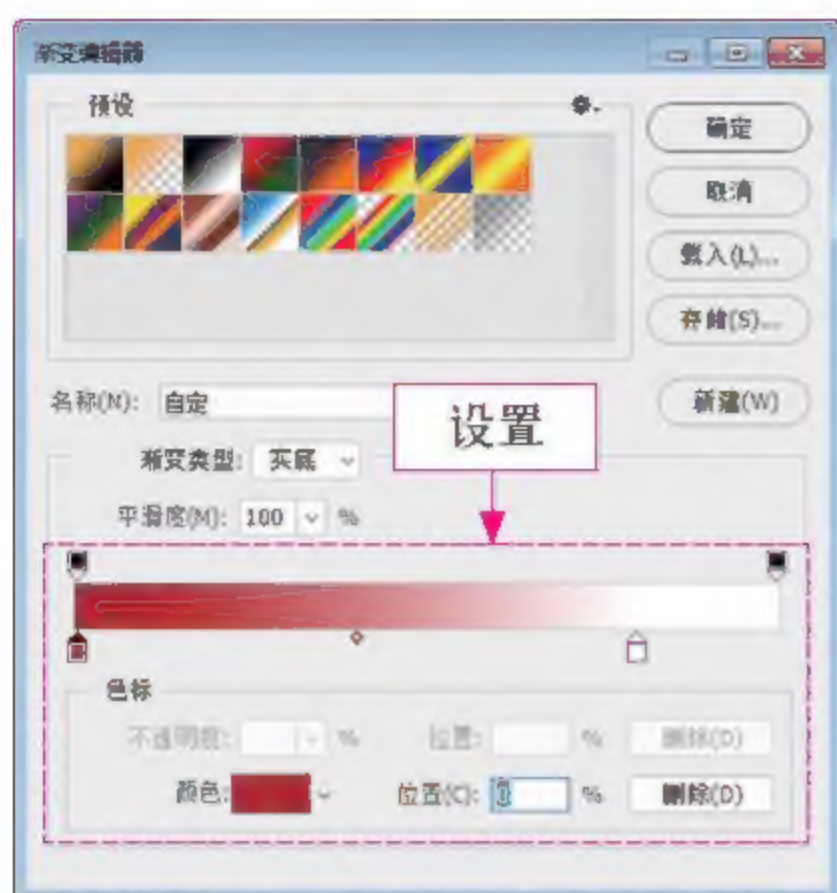 渐变编辑器
预设
确定
取消
载入(L)...
存储(S)...
名称(N): 自定
新建(W)
设置
渐变类型: 实底
平滑度(M): 100 %
色标
不透明度: % 位置: % 删除(D)
颜色: 位置(C): 0 % 删除(D)